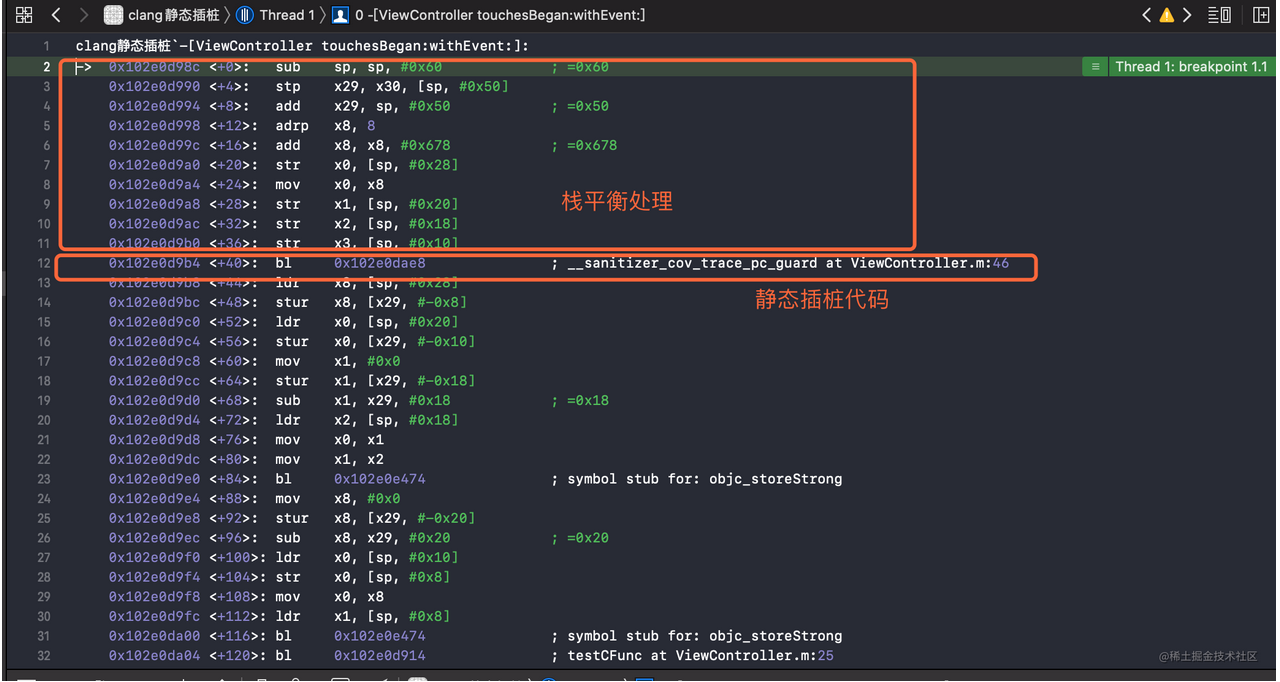 clang静态插桩 〉 Thread 1 〉 0 -[ViewController touchesBegan:withEvent:]
1 clang静态插桩`-[ViewController touchesBegan:withEvent:]:
2 -> 0x102e0d98c <+0>: sub sp, sp, #0x60 ; =0x60 Thread 1: breakpoint 1.1
3 0x102e0d990 <+4>: stp x29, x30, [sp, #0x50]
4 0x102e0d994 <+8>: add x29, sp, #0x50 ; =0x50
5 0x102e0d998 <+12>: adrp x8, 8
6 0x102e0d99c <+16>: add x8, x8, #0x678 ; =0x678
7 0x102e0d9a0 <+20>: str x0, [sp, #0x28]
8 0x102e0d9a4 <+24>: mov x0, x8
栈平衡处理
9 0x102e0d9a8 <+28>: str x1, [sp, #0x20]
10 0x102e0d9ac <+32>: str x2, [sp, #0x18]
11 0x102e0d9b0 <+36>: str x3, [sp, #0x10]
12 0x102e0d9b4 <+40>: bl 0x102e0dae8 ; __sanitizer_cov_trace_pc_guard at ViewController.m:46
13 0x102e0d9b8 <+44>: ldr x8, [sp, #0x28]
静态插桩代码
14 0x102e0d9bc <+48>: stur x8, [x29, #-0x8]
15 0x102e0d9c0 <+52>: ldr x0, [sp, #0x20]
16 0x102e0d9c4 <+56>: stur x0, [x29, #-0x10]
17 0x102e0d9c8 <+60>: mov x1, #0x0
18 0x102e0d9cc <+64>: stur x1, [x29, #-0x18]
19 0x102e0d9d0 <+68>: sub x1, x29, #0x18 ; =0x18
20 0x102e0d9d4 <+72>: ldr x2, [sp, #0x18]
21 0x102e0d9d8 <+76>: mov x0, x1
22 0x102e0d9dc <+80>: mov x1, x2
23 0x102e0d9e0 <+84>: bl 0x102e0e474 ; symbol stub for: objc_storeStrong
24 0x102e0d9e4 <+88>: mov x8, #0x0
25 0x102e0d9e8 <+92>: stur x8, [x29, #-0x20]
26 0x102e0d9ec <+96>: sub x8, x29, #0x20 ; =0x20
27 0x102e0d9f0 <+100>: ldr x0, [sp, #0x10]
28 0x102e0d9f4 <+104>: str x0, [sp, #0x8]
29 0x102e0d9f8 <+108>: mov x0, x8
30 0x102e0d9fc <+112>: ldr x1, [sp, #0x8]
31 0x102e0da00 <+116>: bl 0x102e0e474 ; symbol stub for: objc_storeStrong
32 0x102e0da04 <+120>: bl 0x102e0d914 ; testCFunc at ViewController.m:25
@稀土掘金技术社区